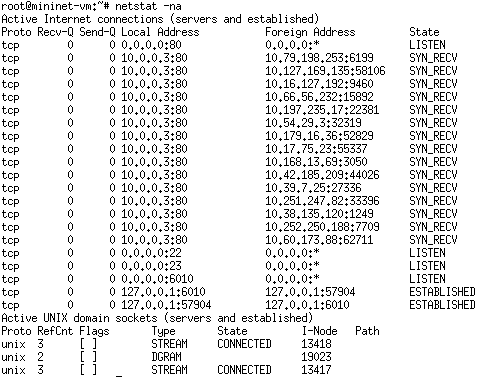 root@mininet-vm:~# netstat -na
Active Internet connections (servers and established)
Proto Recv-Q Send-Q Local Address Foreign Address State
tcp 0 0 0.0.0.0:80 0.0.0.0:* LISTEN
tcp 0 0 10.0.0.3:80 10.79.198.253:6199 SYN_RECV
tcp 0 0 10.0.0.3:80 10.127.169.135:58106 SYN_RECV
tcp 0 0 10.0.0.3:80 10.16.127.192:9460 SYN_RECV
tcp 0 0 10.0.0.3:80 10.66.56.232:15892 SYN_RECV
tcp 0 0 10.0.0.3:80 10.197.235.17:22381 SYN_RECV
tcp 0 0 10.0.0.3:80 10.54.29.3:32319 SYN_RECV
tcp 0 0 10.0.0.3:80 10.179.16.36:52829 SYN_RECV
tcp 0 0 10.0.0.3:80 10.17.75.23:55337 SYN_RECV
tcp 0 0 10.0.0.3:80 10.168.13.69:3050 SYN_RECV
tcp 0 0 10.0.0.3:80 10.42.185.209:44026 SYN_RECV
tcp 0 0 10.0.0.3:80 10.39.7.25:27336 SYN_RECV
tcp 0 0 10.0.0.3:80 10.251.247.82:33396 SYN_RECV
tcp 0 0 10.0.0.3:80 10.38.135.120:1249 SYN_RECV
tcp 0 0 10.0.0.3:80 10.252.250.188:7709 SYN_RECV
tcp 0 0 10.0.0.3:80 10.60.173.88:62711 SYN_RECV
tcp 0 0 0.0.0.0:22 0.0.0.0:* LISTEN
tcp 0 0 0.0.0.0:23 0.0.0.0:* LISTEN
tcp 0 0 0.0.0.0:6010 0.0.0.0:* LISTEN
tcp 0 0 127.0.0.1:6010 127.0.0.1:57904 ESTABLISHED
tcp 0 0 127.0.0.1:57904 127.0.0.1:6010 ESTABLISHED
Active UNIX domain sockets (servers and established)
Proto RefCnt Flags Type State I-Node Path
unix 3 [ ] STREAM CONNECTED 13418
unix 2 [ ] DGRAM 19023
unix 3 [ ] STREAM CONNECTED 13417